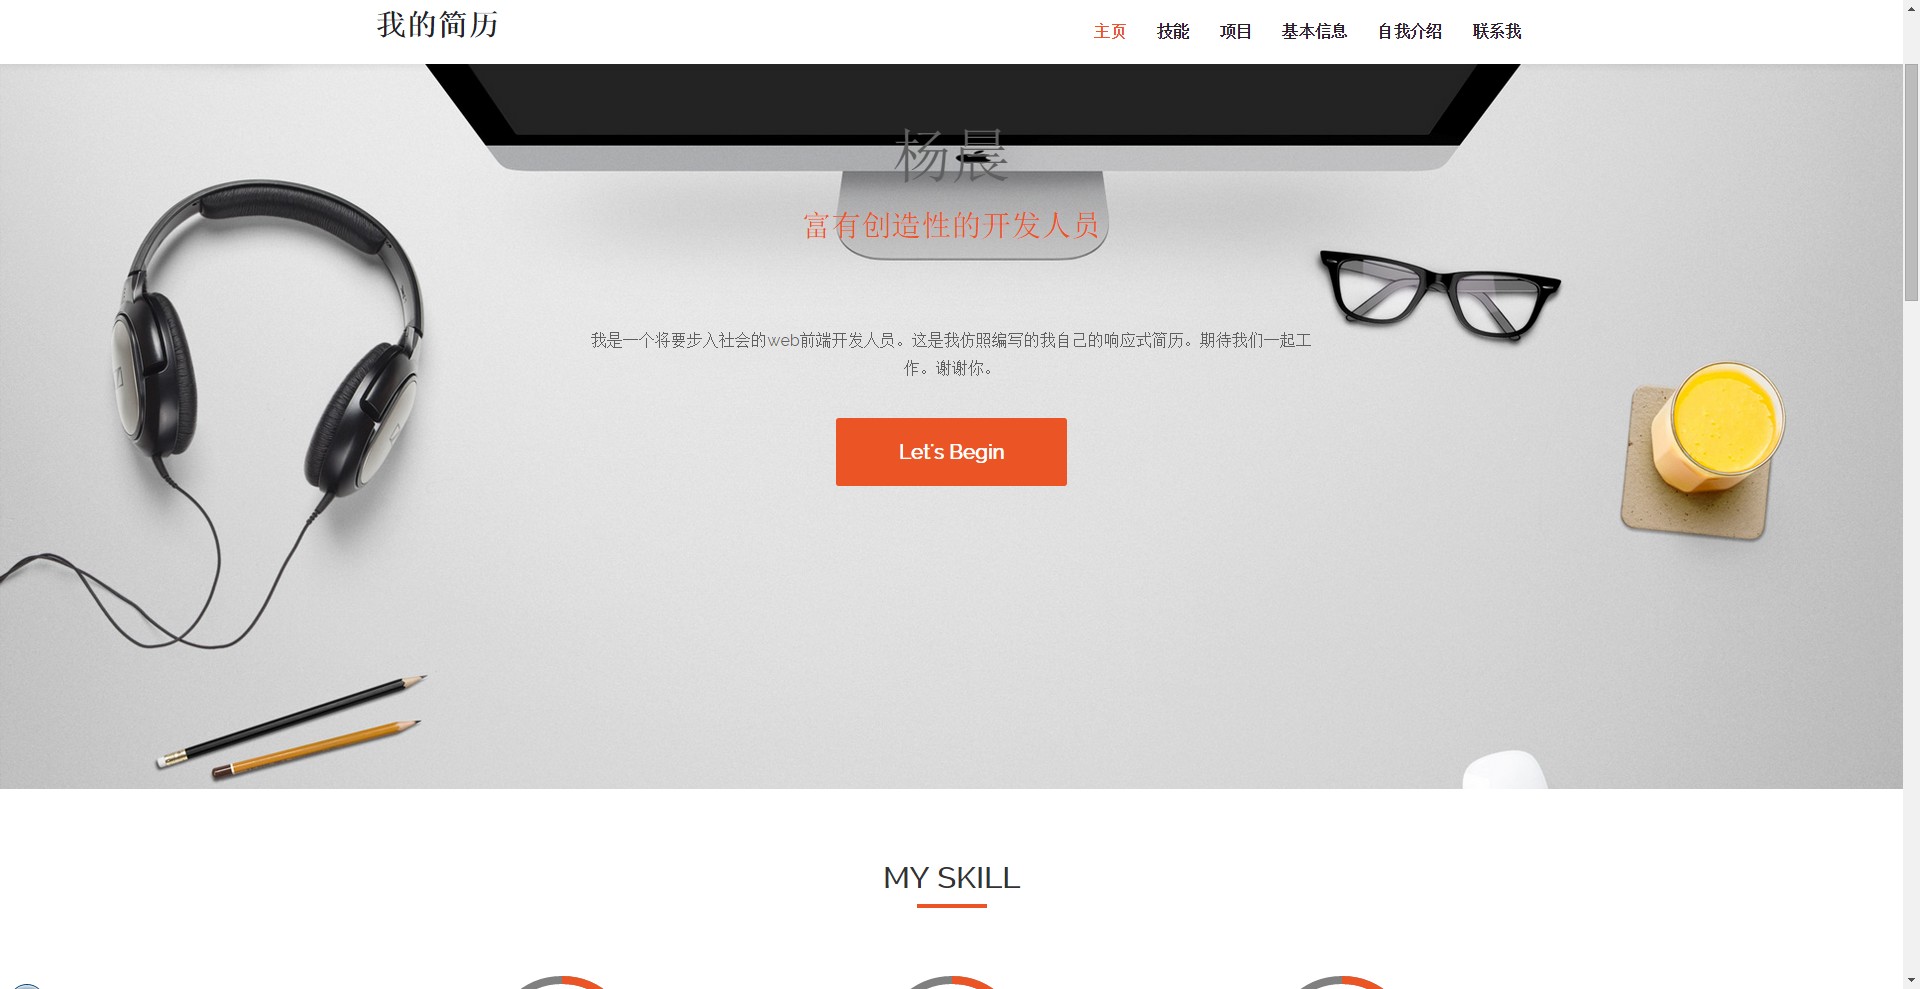 我的简历
主页 技能 项目 基本信息 自我介绍 联系我
杨晨
富有创造性的开发人员
我是一个将要步入社会的web前端开发人员。这是我仿照编写的我自己的响应式简历。期待我们一起工
作。谢谢你。
Let's Begin
MY SKILL